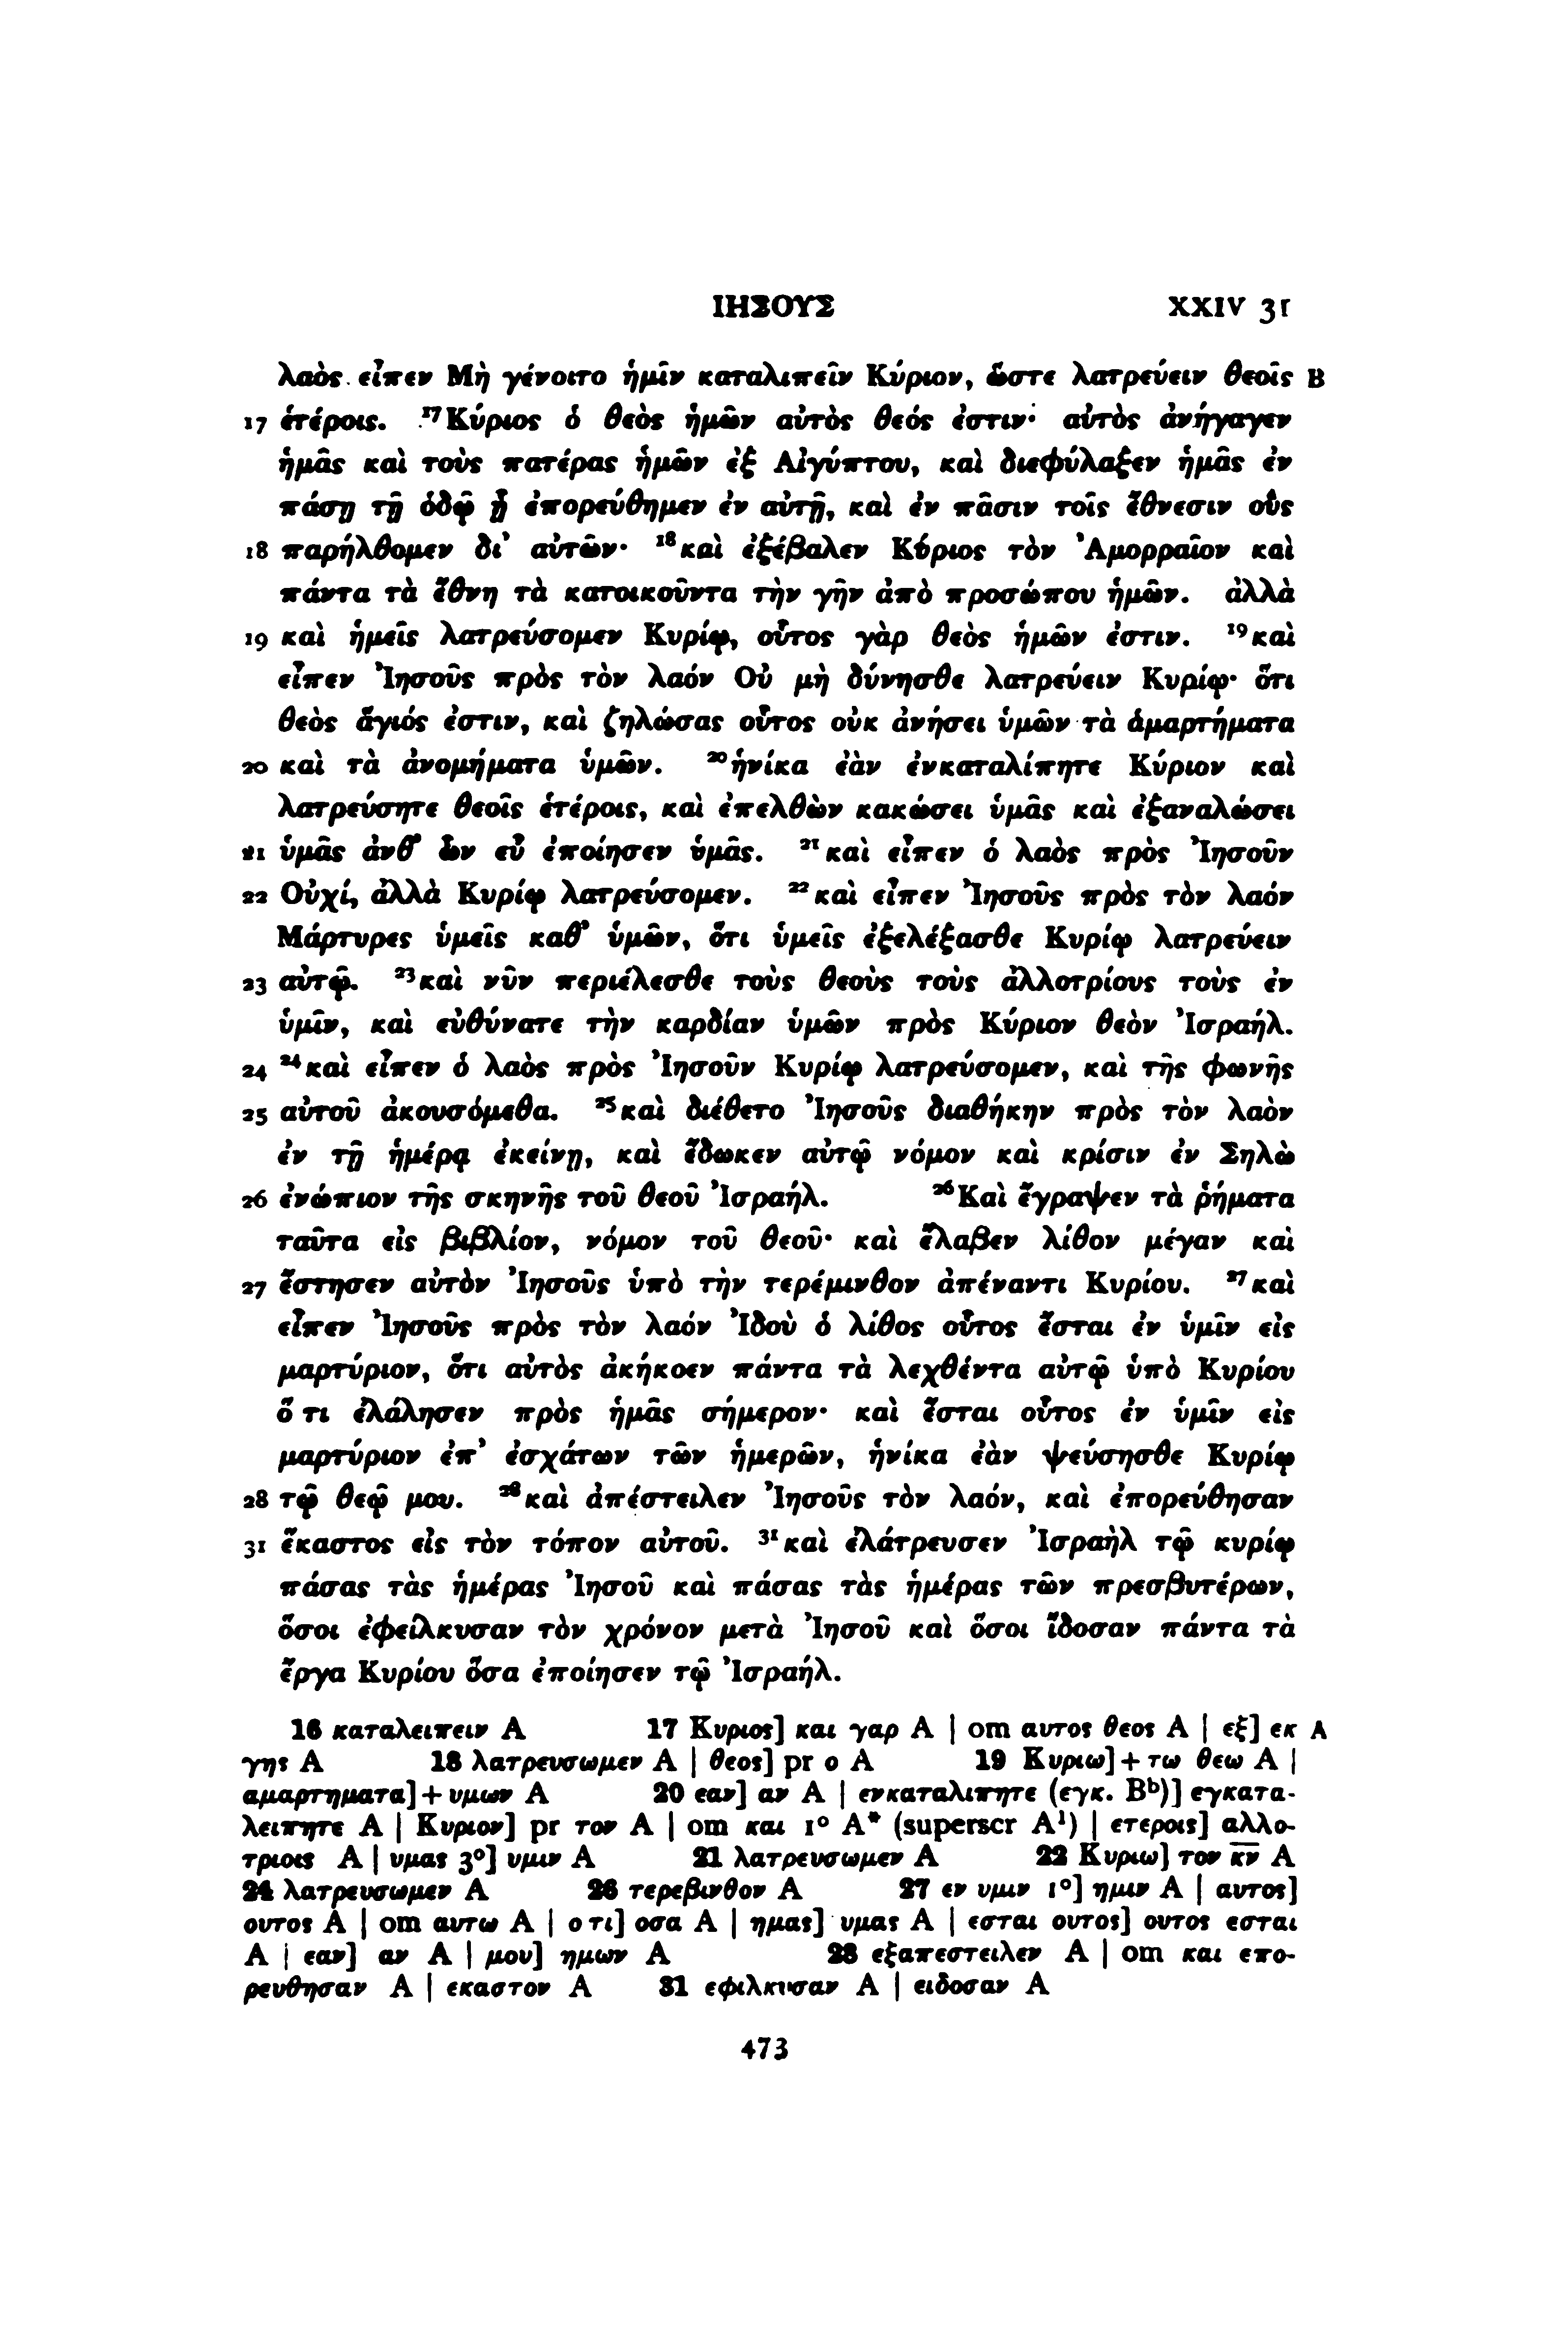 ΙΗΣΟΥΣ XXIV 31
λαὸς εἶπεν Μὴ γένοιτο ἡμῖν καταλιπεῖν Κύριον, ὥστε λατρεύειν θεοῖς B
17 ἑτέροις. ¹⁷Κύριος ὁ θεὸς ἡμῶν αὐτὸς θεός ἐστιν· αὐτὸς ἀνήγαγεν
ἡμᾶς καὶ τοὺς πατέρας ἡμῶν ἐξ Αἰγύπτου, καὶ διεφύλαξεν ἡμᾶς ἐν
πάσῃ τῇ ὁδῷ ᾗ ἐπορεύθημεν ἐν αὐτῇ, καὶ ἐν πᾶσιν τοῖς ἔθνεσιν οὓς
18 παρήλθομεν δι᾽ αὐτῶν· ¹⁸καὶ ἐξέβαλεν Κύριος τὸν Ἀμορραῖον καὶ
πάντα τὰ ἔθνη τὰ κατοικοῦντα τὴν γῆν ἀπὸ προσώπου ἡμῶν. ἀλλὰ
19 καὶ ἡμεῖς λατρεύσομεν Κυρίῳ, οὗτος γὰρ θεὸς ἡμῶν ἐστιν. ¹⁹καὶ
εἶπεν Ἰησοῦς πρὸς τὸν λαόν Οὐ μὴ δύνησθε λατρεύειν Κυρίῳ· ὅτι
θεὸς ἅγιός ἐστιν, καὶ ζηλώσας οὗτος οὐκ ἀνήσει ὑμῶν τὰ ἁμαρτήματα
20 καὶ τὰ ἀνομήματα ὑμῶν. ²⁰ἡνίκα ἐὰν ἐνκαταλίπητε Κύριον καὶ
λατρεύσητε θεοῖς ἑτέροις, καὶ ἐπελθὼν κακώσει ὑμᾶς καὶ ἐξαναλώσει
21 ὑμᾶς ἀνθ᾽ ὧν εὖ ἐποίησεν ὑμᾶς. ²¹καὶ εἶπεν ὁ λαὸς πρὸς Ἰησοῦν
22 Οὐχί, ἀλλὰ Κυρίῳ λατρεύσομεν. ²²καὶ εἶπεν Ἰησοῦς πρὸς τὸν λαόν
Μάρτυρες ὑμεῖς καθ᾽ ὑμῶν, ὅτι ὑμεῖς ἐξελέξασθε Κυρίῳ λατρεύειν
23 αὐτῷ. ²³καὶ νῦν περιέλεσθε τοὺς θεοὺς τοὺς ἀλλοτρίους τοὺς ἐν
ὑμῖν, καὶ εὐθύνατε τὴν καρδίαν ὑμῶν πρὸς Κύριον θεὸν Ἰσραήλ.
24 ²⁴καὶ εἶπεν ὁ λαὸς πρὸς Ἰησοῦν Κυρίῳ λατρεύσομεν, καὶ τῆς φωνῆς
25 αὐτοῦ ἀκουσόμεθα. ²⁵καὶ διέθετο Ἰησοῦς διαθήκην πρὸς τὸν λαὸν
ἐν τῇ ἡμέρᾳ ἐκείνῃ, καὶ ἔδωκεν αὐτῷ νόμον καὶ κρίσιν ἐν Σηλὼ
26 ἐνώπιον τῆς σκηνῆς τοῦ θεοῦ Ἰσραήλ. ²⁶Καὶ ἔγραψεν τὰ ῥήματα
ταῦτα εἰς βιβλίον, νόμον τοῦ θεοῦ· καὶ ἔλαβεν λίθον μέγαν καὶ
27 ἔστησεν αὐτὸν Ἰησοῦς ὑπὸ τὴν τερέμινθον ἀπέναντι Κυρίου. ²⁷καὶ
εἶπεν Ἰησοῦς πρὸς τὸν λαόν Ἰδοὺ ὁ λίθος οὗτος ἔσται ἐν ὑμῖν εἰς
μαρτύριον, ὅτι αὐτὸς ἀκήκοεν πάντα τὰ λεχθέντα αὐτῷ ὑπὸ Κυρίου
ὅ τι ἐλάλησεν πρὸς ἡμᾶς σήμερον· καὶ ἔσται οὗτος ἐν ὑμῖν εἰς
μαρτύριον ἐπ᾽ ἐσχάτων τῶν ἡμερῶν, ἡνίκα ἐὰν ψεύσησθε Κυρίῳ
28 τῷ θεῷ μου. ²⁸καὶ ἀπέστειλεν Ἰησοῦς τὸν λαόν, καὶ ἐπορεύθησαν
31 ἕκαστος εἰς τὸν τόπον αὐτοῦ. ³¹καὶ ἐλάτρευσεν Ἰσραὴλ τῷ κυρίῳ
πάσας τὰς ἡμέρας Ἰησοῦ καὶ πάσας τὰς ἡμέρας τῶν πρεσβυτέρων,
ὅσοι ἐφείλκυσαν τὸν χρόνον μετὰ Ἰησοῦ καὶ ὅσοι ἴδοσαν πάντα τὰ
ἔργα Κυρίου ὅσα ἐποίησεν τῷ Ἰσραήλ.
16 καταλειπειν A 17 Κυριος] και γαρ A | om αυτος θεος A | εξ] εκ A
γης A 18 λατρευσωμεν A | θεος] pr ο A 19 Κυριω] + τω θεω A |
αμαρτηματα] + υμων A 20 εαν] αν A | ενκαταλιπητε (εγκ. Bᵇ)] εγκατα-
λειπητε A | Κυριον] pr τον A | om και 1° A* (superscr A¹) | ετεροις] αλλο-
τριοις A | υμας 3°] υμιν A 21 λατρευσωμεν A 22 Κυριω] τον κ̅ν̅ A
24 λατρευσωμεν A 26 τερεβινθον A 27 εν υμιν 1°] ημιν A | αυτος]
ουτος A | om αυτω A | ο τι] οσα A | ημας] υμας A | εσται ουτος] ουτος εσται
A | εαν] αν A | μου] ημων A 28 εξαπεστειλεν A | om και επο-
ρευθησαν A | εκαστον A 31 εφιλκυσαν A | ειδοσαν A
473